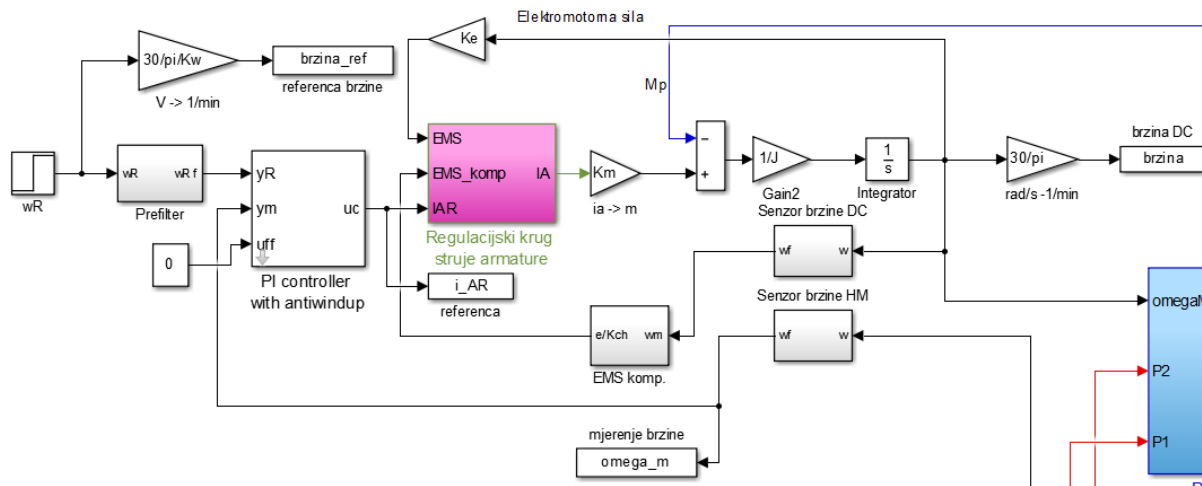 Elektromotorna sila
Ke
30/pi/Kw
V -> 1/min
brzina_ref
referenca brzine
Mp
wR
wR
wR f
Prefilter
yR
ym
uff
uc
PI controller
with antiwindup
0
EMS
EMS_komp
IAR
IA
Regulacijski krug
struje armature
i_AR
referenca
Km
ia -> m
−
+
1/J
Gain2
1
s
Integrator
30/pi
rad/s -1/min
brzina DC
brzina
Senzor brzine DC
wf
w
Senzor brzine HM
wf
w
e/Kch
wm
EMS komp.
mjerenje brzine
omega_m
P2
P1